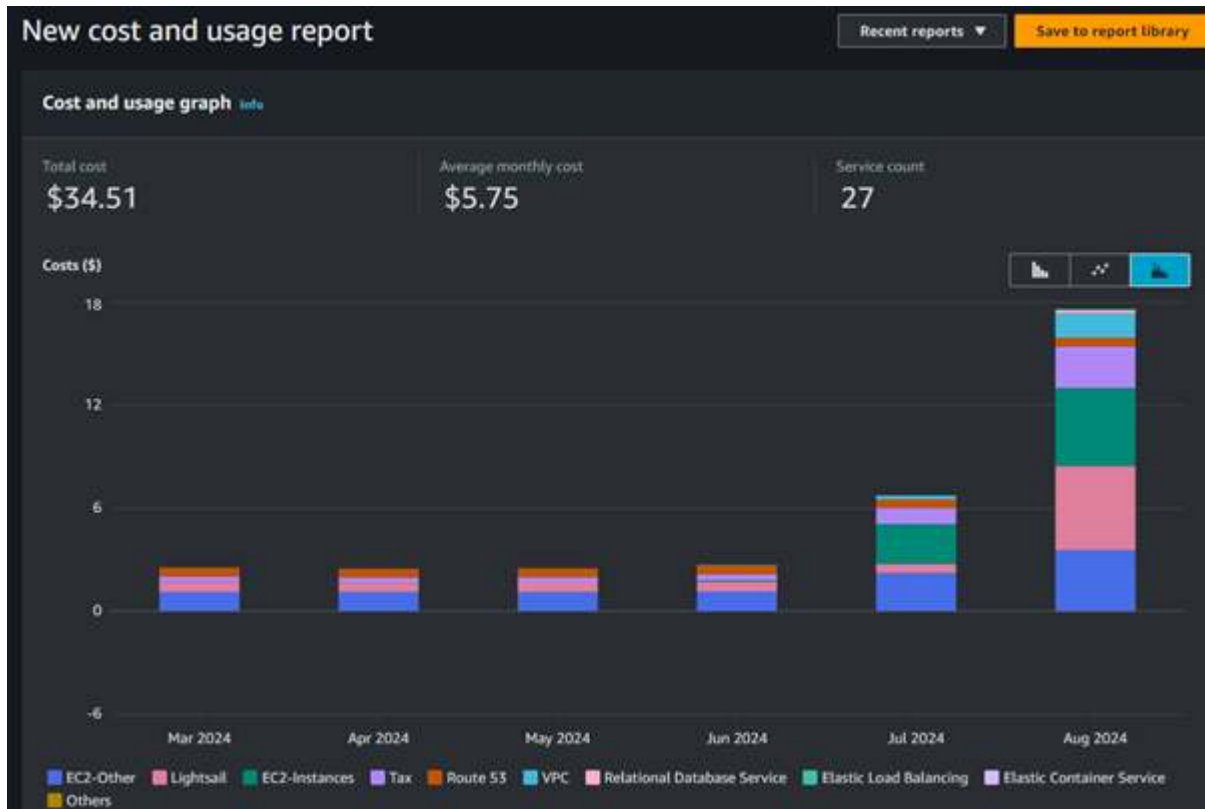 New cost and usage report
Recent reports ▼
Save to report library
Cost and usage graph Info
Total cost
$34.51
Average monthly cost
$5.75
Service count
27
Costs ($)
18
12
6
0
-6
Mar 2024 Apr 2024 May 2024 Jun 2024 Jul 2024 Aug 2024
EC2-Other Lightsail EC2-Instances Tax Route 53 VPC Relational Database Service Elastic Load Balancing Elastic Container Service
Others